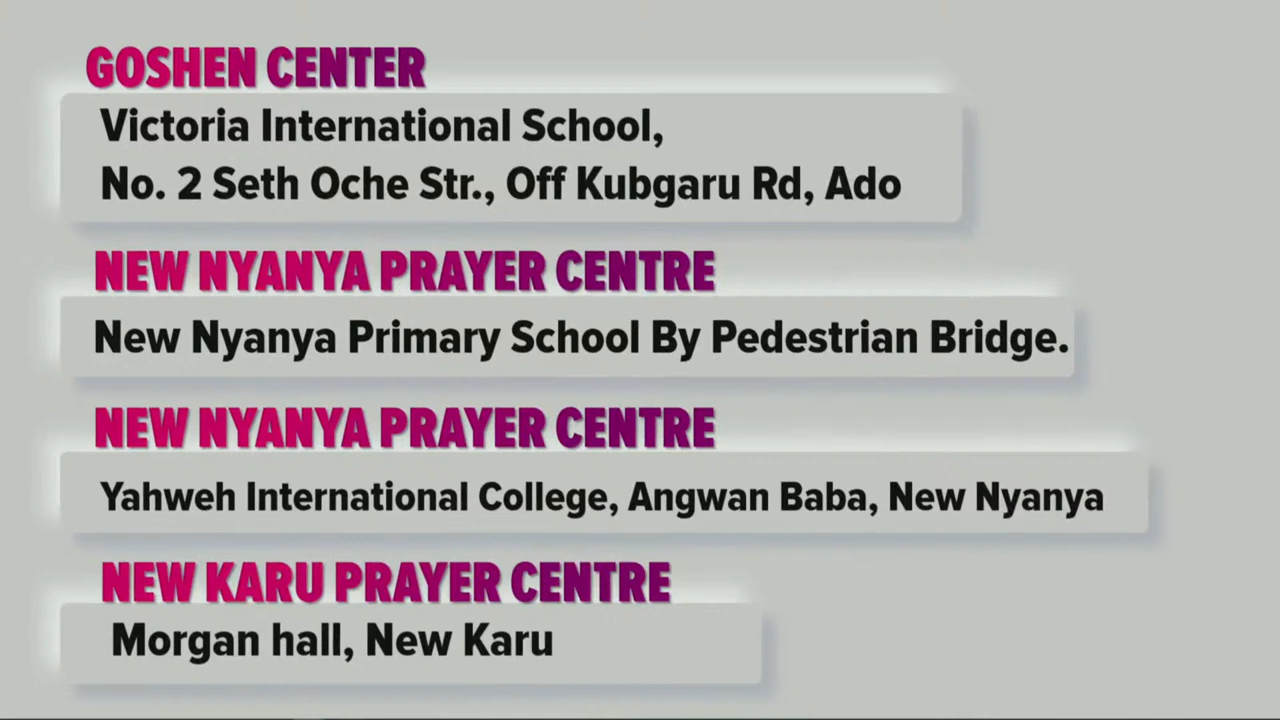 GOSHEN CENTER
Victoria International School,
No. 2 Seth Oche Str., Off Kubgaru Rd, Ado
NEW NYANYA PRAYER CENTRE
New Nyanya Primary School By Pedestrian Bridge.
NEW NYANYA PRAYER CENTRE
Yahweh International College, Angwan Baba, New Nyanya
NEW KARU PRAYER CENTRE
Morgan hall, New Karu